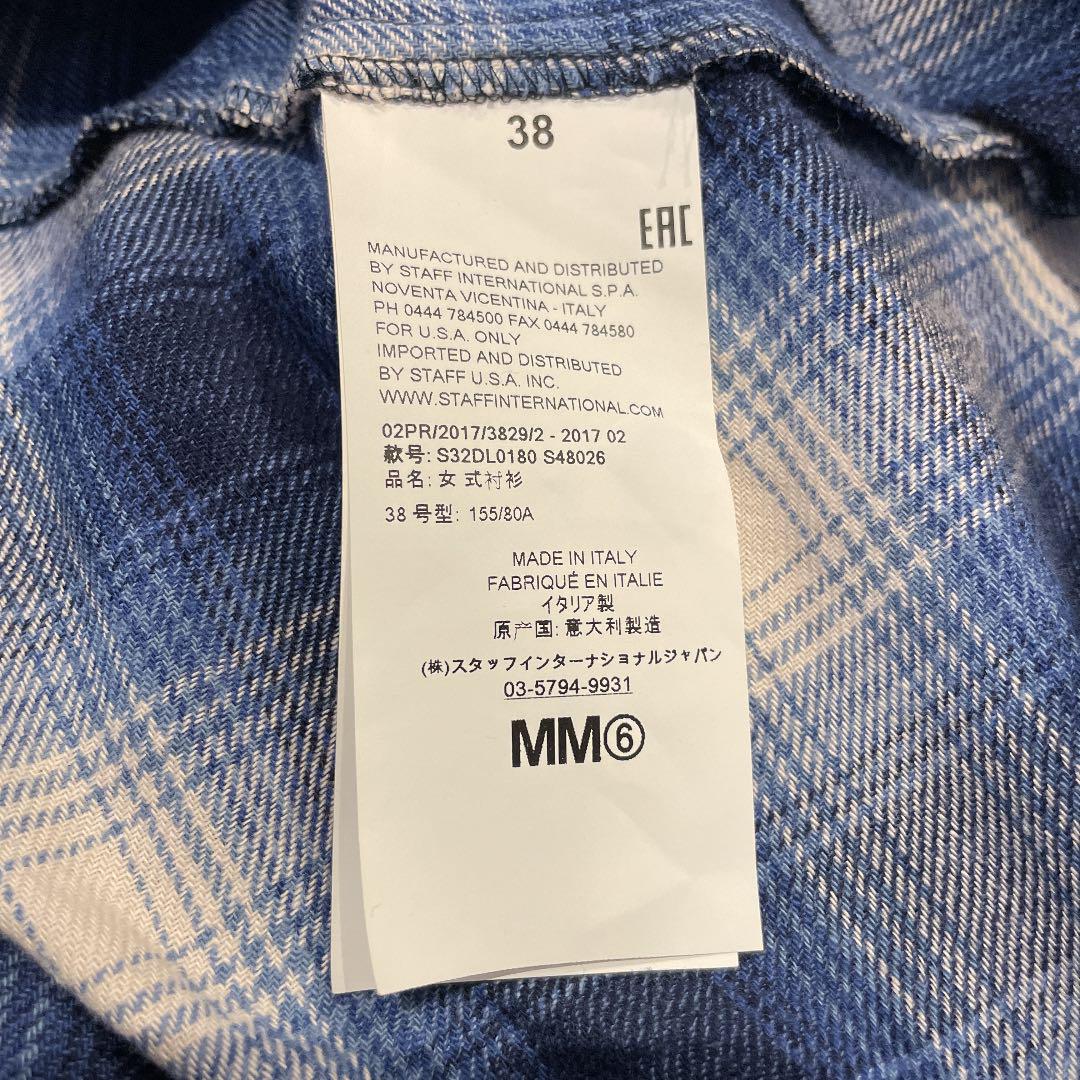 38
EAC
MANUFACTURED AND DISTRIBUTED
BY STAFF INTERNATIONAL S.P.A.
NOVENTA VICENTINA - ITALY
PH 0444 784500 FAX 0444 784580
FOR U.S.A. ONLY
IMPORTED AND DISTRIBUTED
BY STAFF U.S.A. INC.
WWW.STAFFINTERNATIONAL.COM
02PR/2017/3829/2 - 2017 02
款号: S32DL0180 S48026
品名: 女 式衬衫
38 号型: 155/80A
MADE IN ITALY
FABRIQUÉ EN ITALIE
イタリア製
原产国: 意大利製造
(株)スタッフインターナショナルジャパン
03-5794-9931
MM⑥